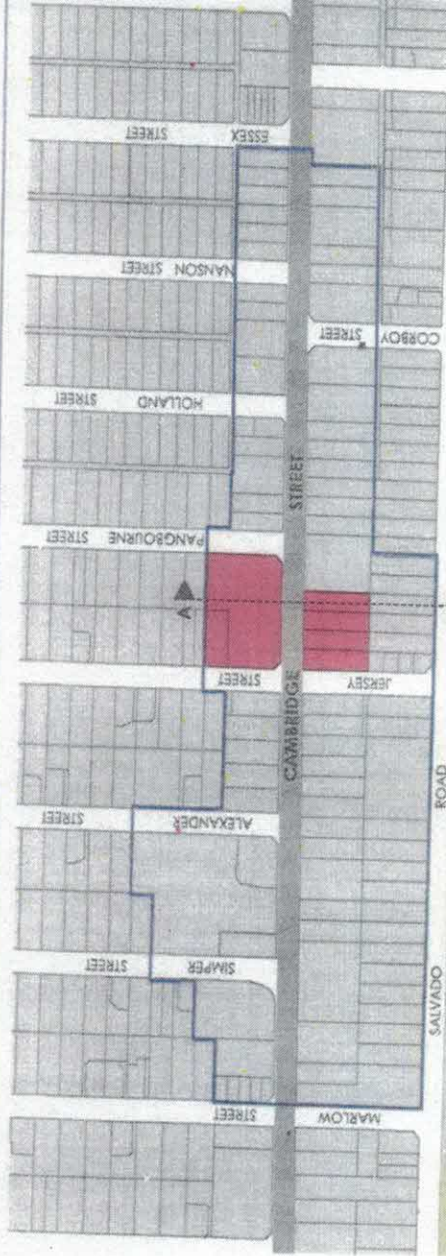 ESSEX STREET
NANSON STREET
HOLLAND STREET
PANGBOURNE STREET
JERSEY STREET
ALEXANDER STREET
SIMPER STREET
MARLOW STREET
CAMBRIDGE STREET
CORBOY STREET
SALVADO ROAD
A